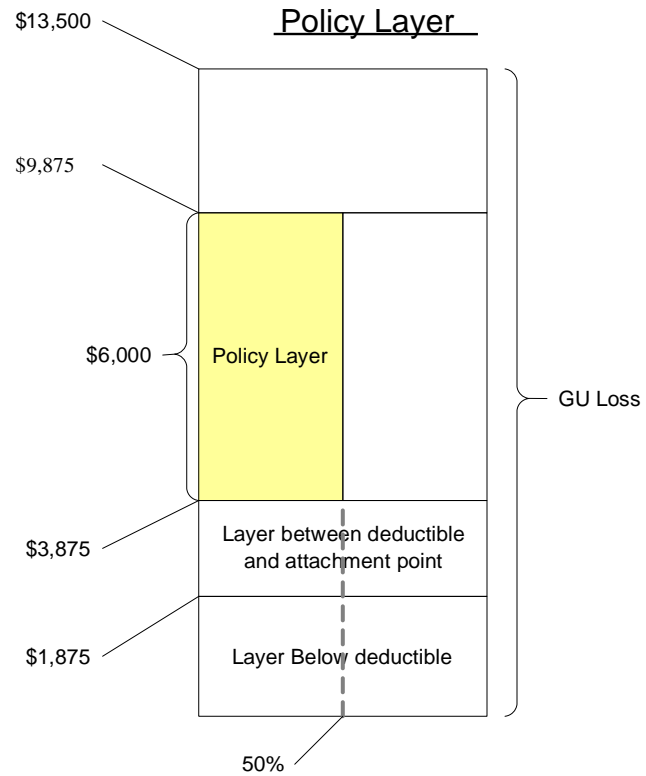 Policy Layer
$13,500
$9,875
$6,000
Policy Layer
GU Loss
$3,875
Layer between deductible
and attachment point
$1,875
Layer Below deductible
50%